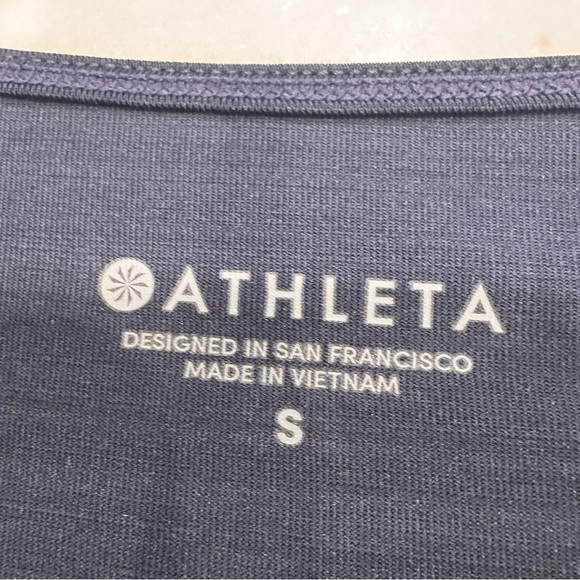 ATHLETA
DESIGNED IN SAN FRANCISCO
MADE IN VIETNAM
S